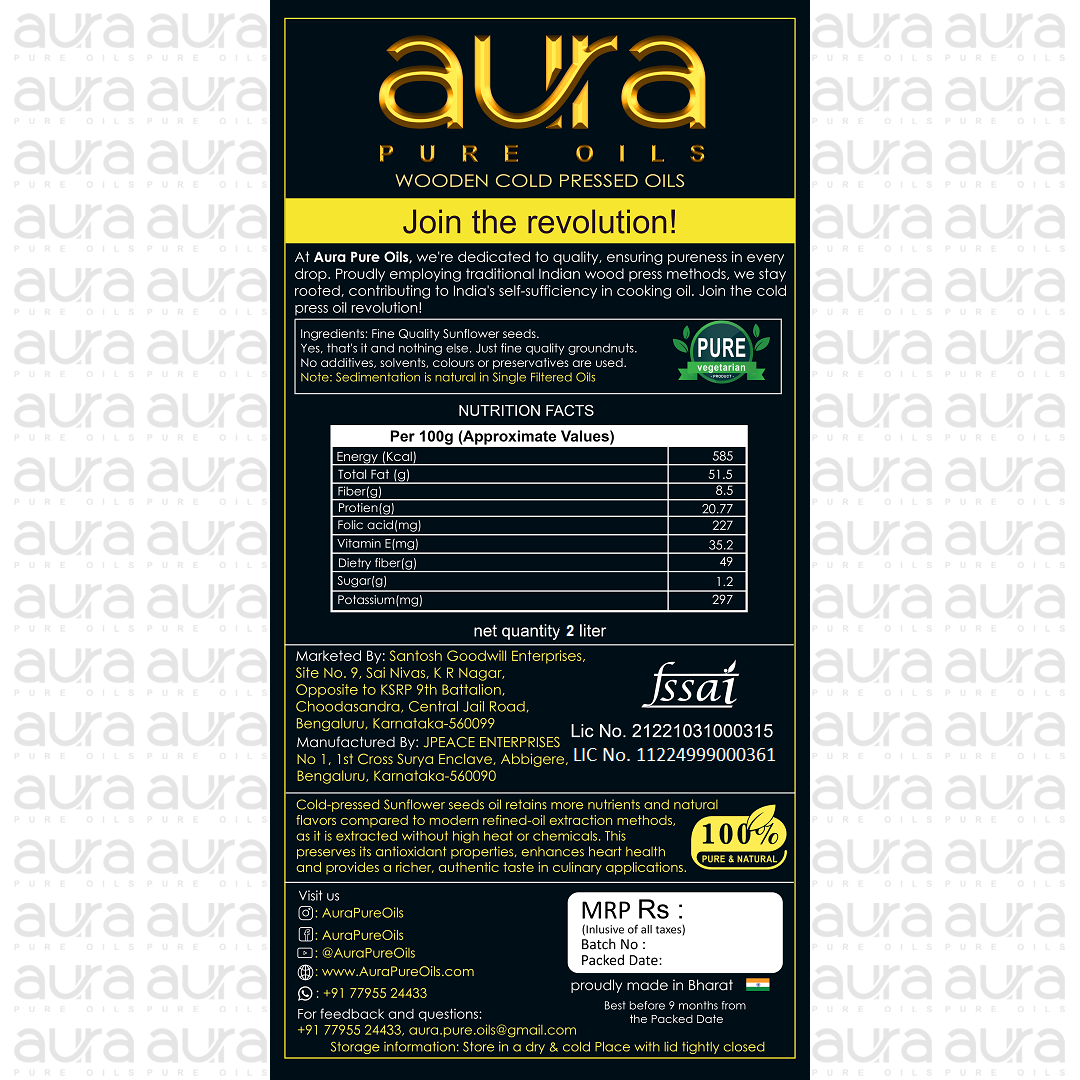 aura
PURE OILS
WOODEN COLD PRESSED OILS
Join the revolution!
At Aura Pure Oils, we're dedicated to quality, ensuring pureness in every
drop. Proudly employing traditional Indian wood press methods, we stay
rooted, contributing to India's self-sufficiency in cooking oil. Join the cold
press oil revolution!
Ingredients: Fine Quality Sunflower seeds.
Yes, that's it and nothing else. Just fine quality groundnuts.
No additives, solvents, colours or preservatives are used.
Note: Sedimentation is natural in Single Filtered Oils
PURE
vegetarian
- PRODUCT -
NUTRITION FACTS
Per 100g (Approximate Values)
Energy (Kcal) 585
Total Fat (g) 51.5
Fiber(g) 8.5
Protien(g) 20.77
Folic acid(mg) 227
Vitamin E(mg) 35.2
Dietry fiber(g) 49
Sugar(g) 1.2
Potassium(mg) 297
net quantity 2 liter
Marketed By: Santosh Goodwill Enterprises,
Site No. 9, Sai Nivas, K R Nagar,
Opposite to KSRP 9th Battalion,
Choodasandra, Central Jail Road,
Bengaluru, Karnataka-560099
Manufactured By: JPEACE ENTERPRISES
No 1, 1st Cross Surya Enclave, Abbigere,
Bengaluru, Karnataka-560090
fssai
Lic No. 21221031000315
LIC No. 11224999000361
Cold-pressed Sunflower seeds oil retains more nutrients and natural
flavors compared to modern refined-oil extraction methods,
as it is extracted without high heat or chemicals. This
preserves its antioxidant properties, enhances heart health
and provides a richer, authentic taste in culinary applications.
100%
PURE & NATURAL
Visit us
: AuraPureOils
: AuraPureOils
: @AuraPureOils
: www.AuraPureOils.com
: +91 77955 24433
For feedback and questions:
+91 77955 24433, aura.pure.oils@gmail.com
MRP Rs :
(Inlusive of all taxes)
Batch No :
Packed Date:
proudly made in Bharat
Best before 9 months from
the Packed Date
Storage information: Store in a dry & cold Place with lid tightly closed